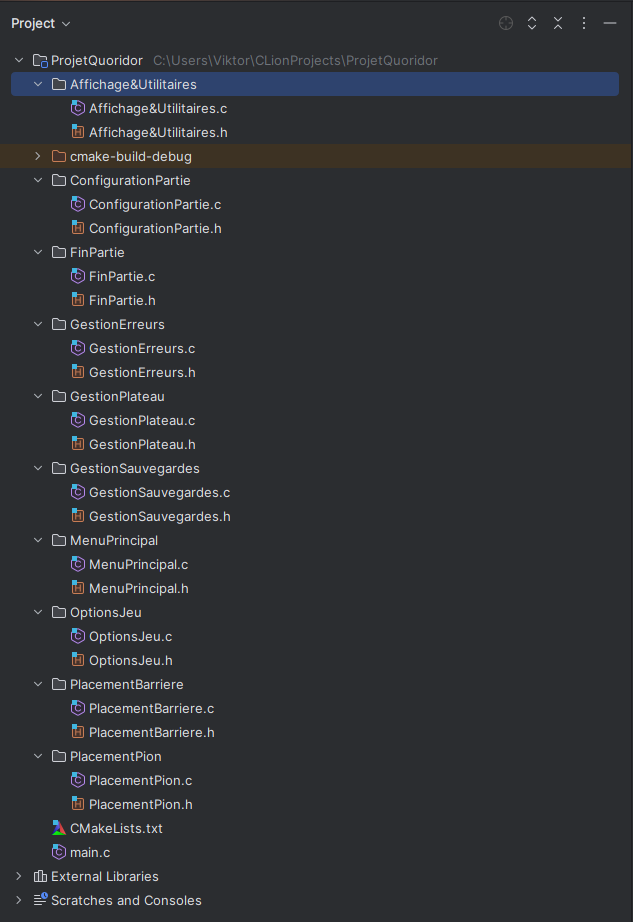 Project
ProjetQuoridor C:\Users\Viktor\CLionProjects\ProjetQuoridor
Affichage&Utilitaires
Affichage&Utilitaires.c
Affichage&Utilitaires.h
cmake-build-debug
ConfigurationPartie
ConfigurationPartie.c
ConfigurationPartie.h
FinPartie
FinPartie.c
FinPartie.h
GestionErreurs
GestionErreurs.c
GestionErreurs.h
GestionPlateau
GestionPlateau.c
GestionPlateau.h
GestionSauvegardes
GestionSauvegardes.c
GestionSauvegardes.h
MenuPrincipal
MenuPrincipal.c
MenuPrincipal.h
OptionsJeu
OptionsJeu.c
OptionsJeu.h
PlacementBarriere
PlacementBarriere.c
PlacementBarriere.h
PlacementPion
PlacementPion.c
PlacementPion.h
CMakeLists.txt
main.c
External Libraries
Scratches and Consoles